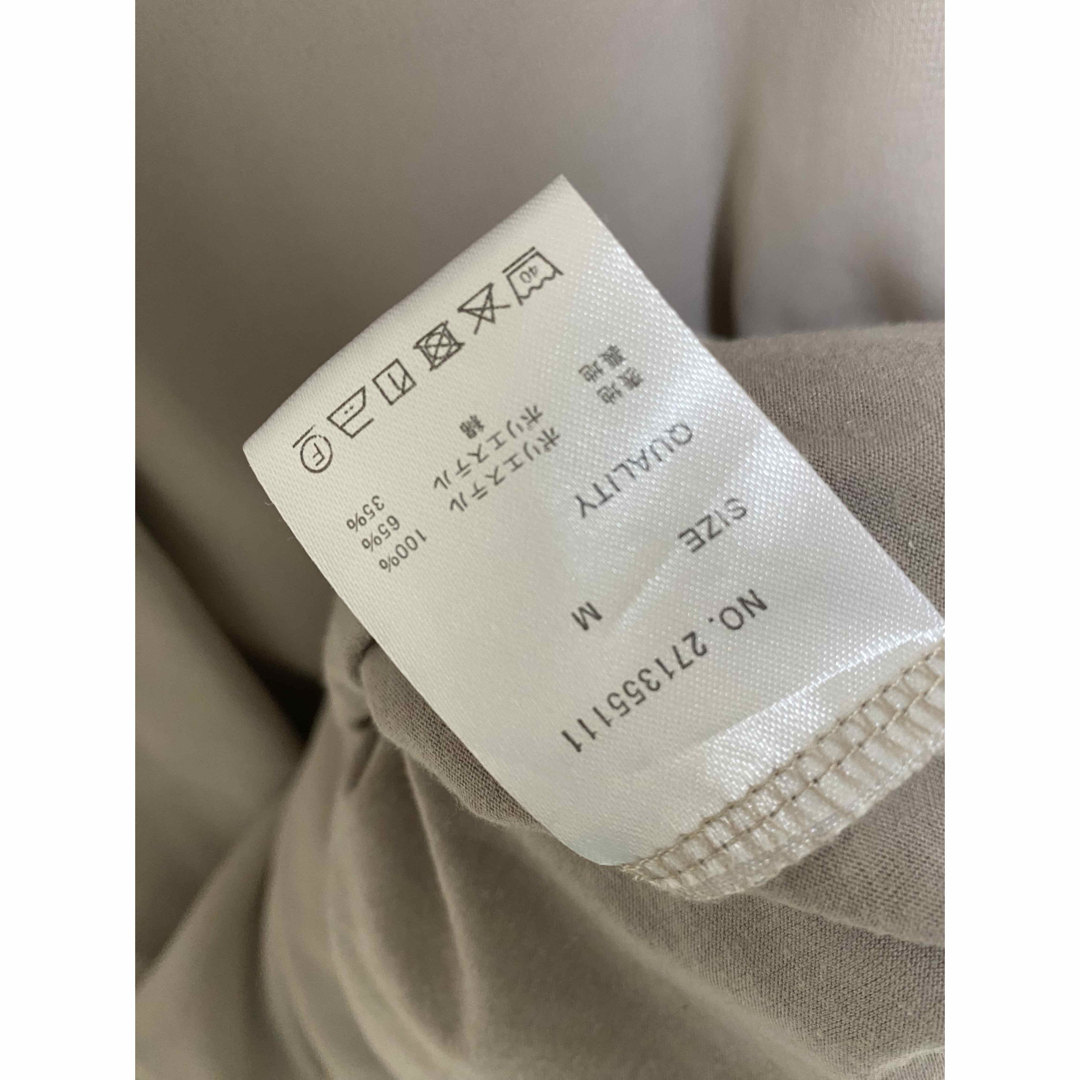 NO. 271355111
SIZE M
QUALITY
表地 ポリエステル 100%
裏地 ポリエステル 65%
綿 35%
40
F